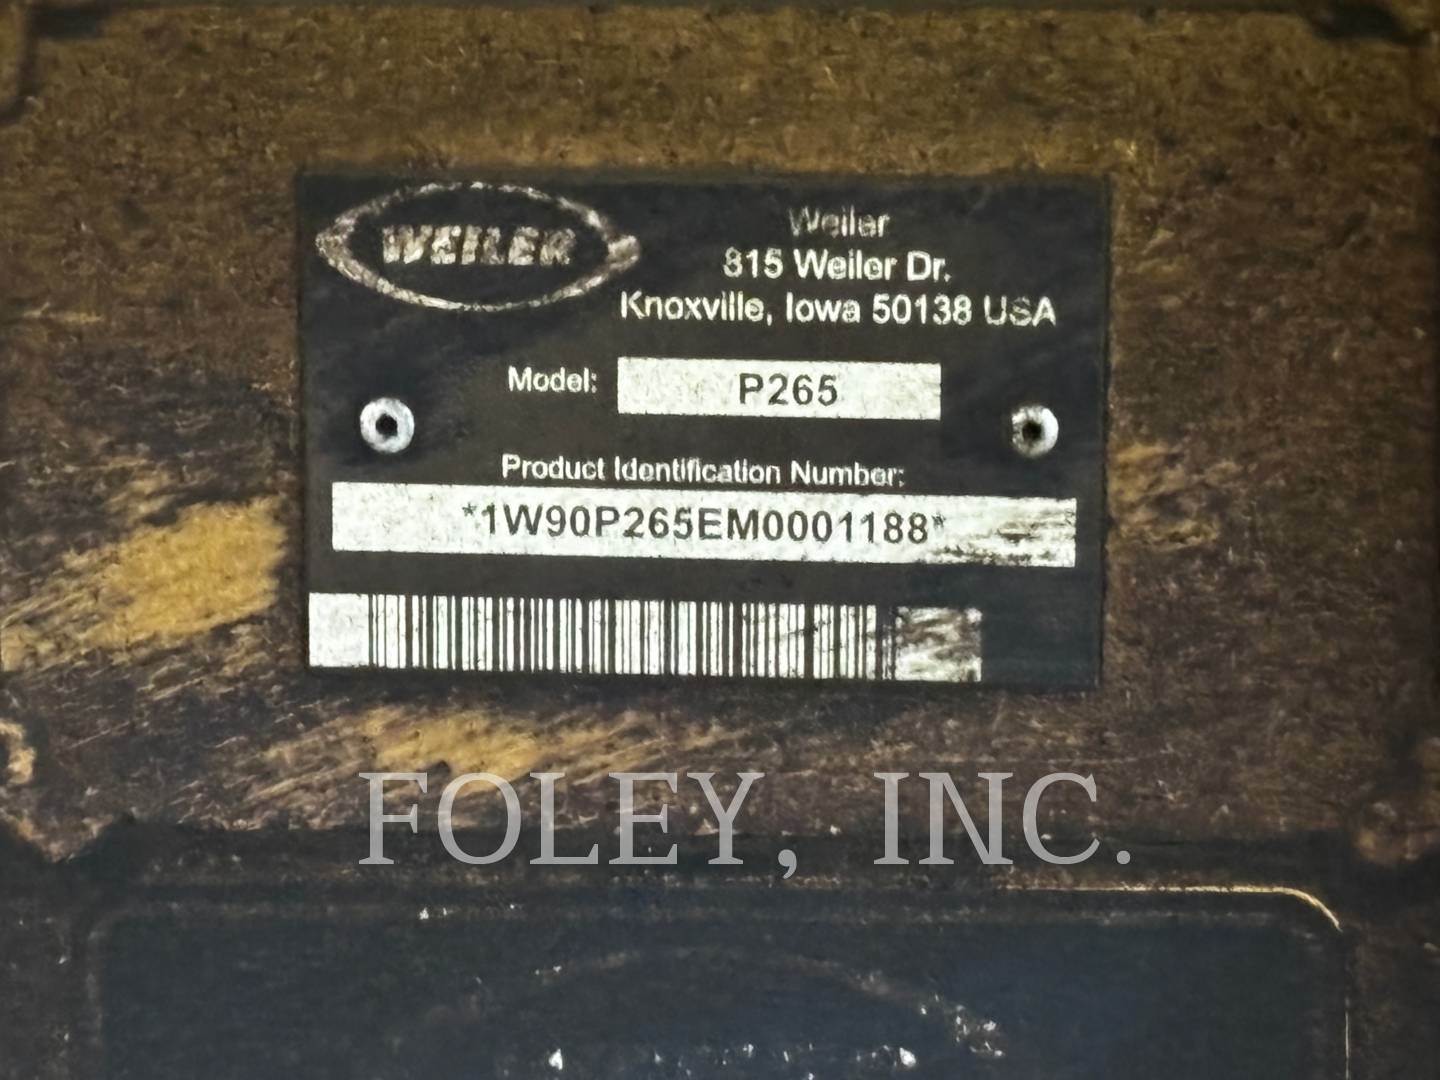 WEILER
Weiler
815 Weiler Dr.
Knoxville, Iowa 50138 USA
Model: P265
Product Identification Number:
*1W90P265EM0001188*
FOLEY, INC.